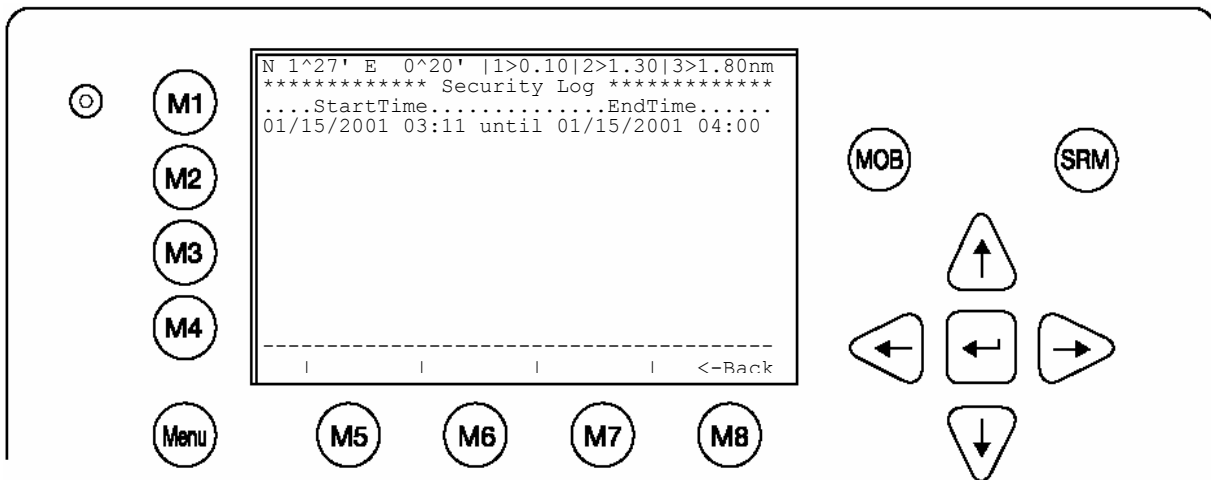 N 1^27' E  0^20' |1>0.10|2>1.30|3>1.80nm
************* Security Log *************
....StartTime..............EndTime......
01/15/2001 03:11 until 01/15/2001 04:00
----------------------------------------
| | | | <-Back
M1
M2
M3
M4
Menu
M5
M6
M7
M8
MOB
SRM